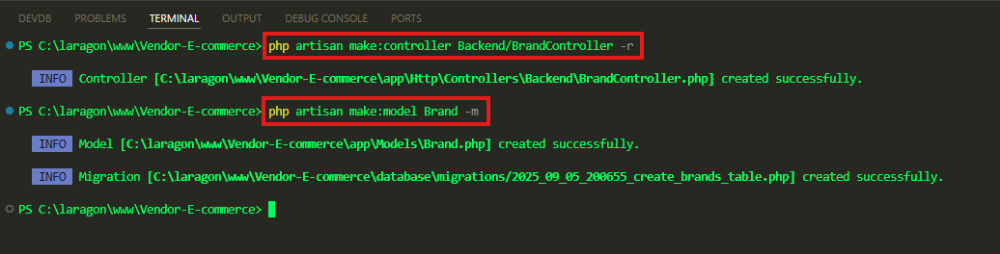 DEVDB PROBLEMS TERMINAL OUTPUT DEBUG CONSOLE PORTS
PS C:\laragon\www\Vendor-E-commerce> php artisan make:controller Backend/BrandController -r
INFO Controller [C:\laragon\www\Vendor-E-commerce\app\Http\Controllers\Backend\BrandController.php] created successfully.
PS C:\laragon\www\Vendor-E-commerce> php artisan make:model Brand -m
INFO Model [C:\laragon\www\Vendor-E-commerce\app\Models\Brand.php] created successfully.
INFO Migration [C:\laragon\www\Vendor-E-commerce\database\migrations/2025_09_05_200655_create_brands_table.php] created successfully.
PS C:\laragon\www\Vendor-E-commerce>